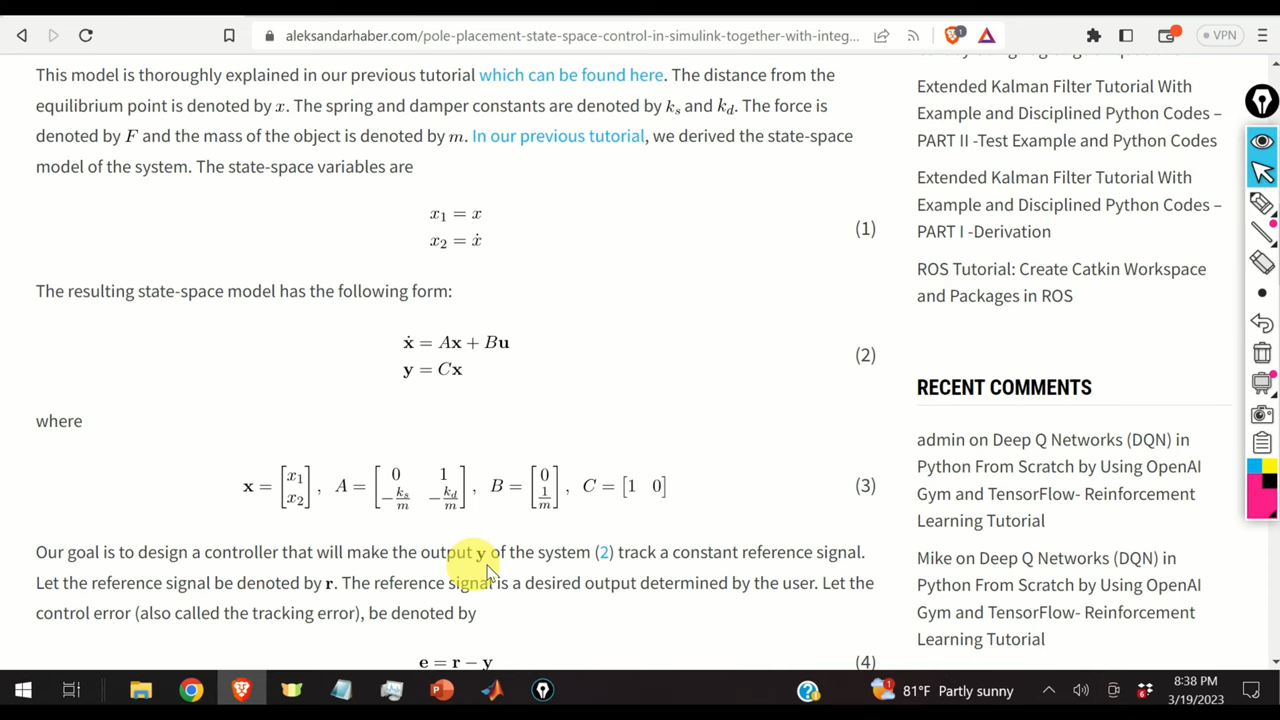 aleksandarhaber.com/pole-placement-state-space-control-in-simulink-together-with-integ...
VPN
This model is thoroughly explained in our previous tutorial which can be found here. The distance from the
equilibrium point is denoted by x. The spring and damper constants are denoted by kₛ and k_d. The force is
denoted by F and the mass of the object is denoted by m. In our previous tutorial, we derived the state-space
model of the system. The state-space variables are
x₁ = x
x₂ = ẋ (1)
The resulting state-space model has the following form:
ẋ = Ax + Bu
y = Cx (2)
where
x = [x₁ x₂], A = [0 1 −kₛ/m −k_d/m], B = [0 1/m], C = [1 0] (3)
Our goal is to design a controller that will make the output y of the system (2) track a constant reference signal.
Let the reference signal be denoted by r. The reference signal is a desired output determined by the user. Let the
control error (also called the tracking error), be denoted by
e = r − y (4)
Extended Kalman Filter Tutorial With
Example and Disciplined Python Codes –
PART II -Test Example and Python Codes
Extended Kalman Filter Tutorial With
Example and Disciplined Python Codes –
PART I -Derivation
ROS Tutorial: Create Catkin Workspace
and Packages in ROS
RECENT COMMENTS
admin on Deep Q Networks (DQN) in
Python From Scratch by Using OpenAI
Gym and TensorFlow- Reinforcement
Learning Tutorial
Mike on Deep Q Networks (DQN) in
Python From Scratch by Using OpenAI
Gym and TensorFlow- Reinforcement
Learning Tutorial
81°F Partly sunny
8:38 PM
3/19/2023